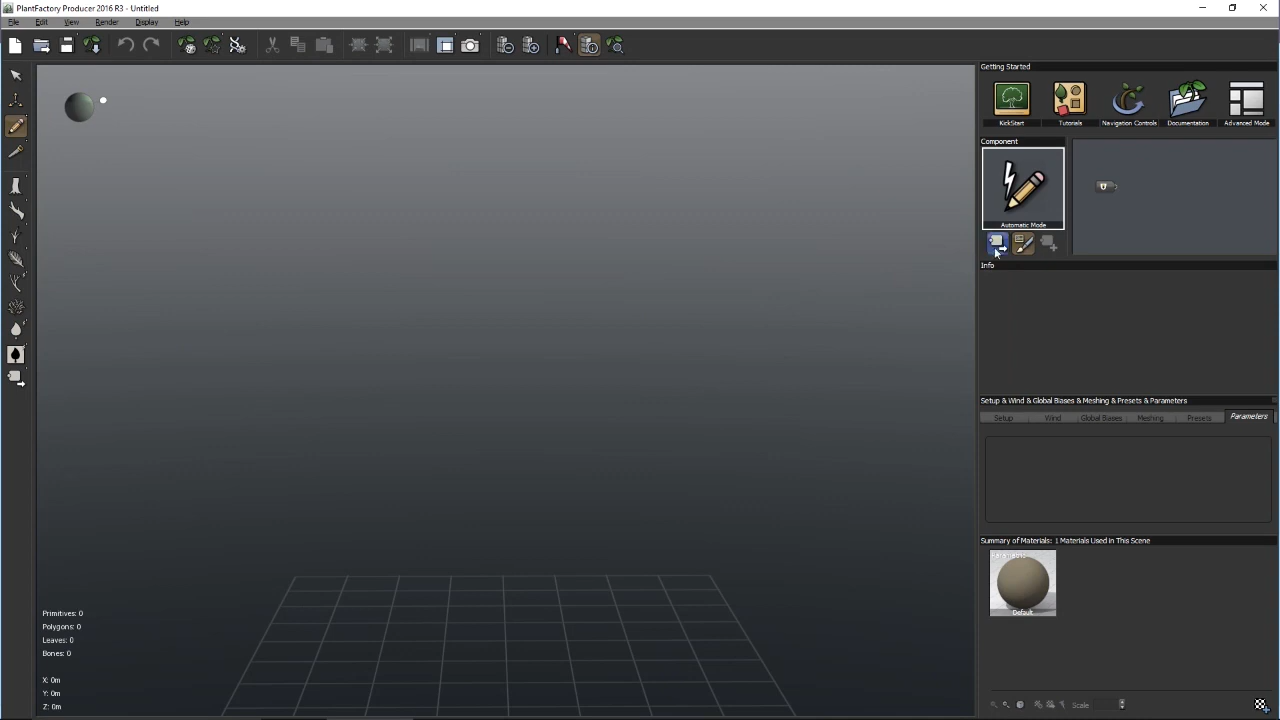 PlantFactory Producer 2016 R3 - Untitled
File Edit View Render Display Help
Getting Started
KickStart Tutorials Navigation Controls Documentation Advanced Mode
Component
Automatic Mode
Info
Setup & Wind & Global Biases & Meshing & Presets & Parameters
Setup Wind Global Biases Meshing Presets Parameters
Summary of Materials: 1 Materials Used in This Scene
Parametric
Default
Primitives: 0
Polygons: 0
Leaves: 0
Bones: 0
X: 0m
Y: 0m
Z: 0m
Scale